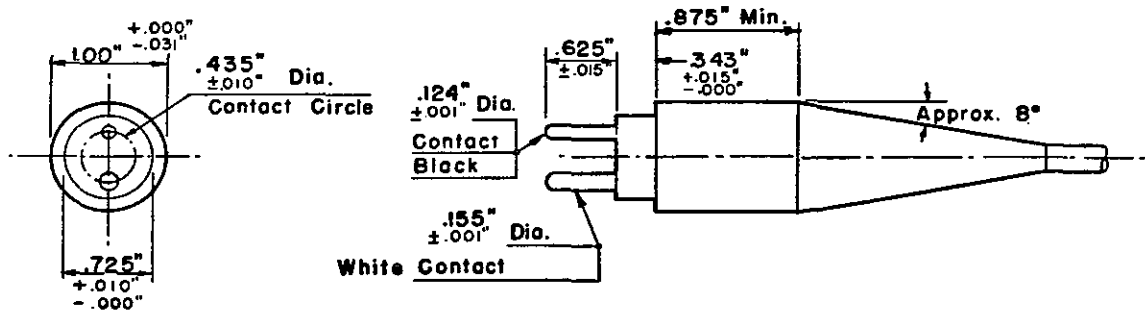 +.000"
1.00" -.031"
.435" Dia.
±.010"
Contact Circle
.725"
+.010"
-.000"
.875" Min.
.625"
±.015"
.343"
+.015"
-.000"
.124" Dia.
±.001"
Contact
Black
Approx. 8°
.155" Dia.
±.001"
White Contact